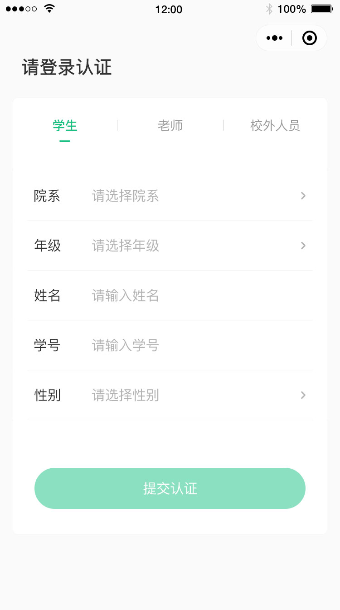 12:00
100%
请登录认证
学生
老师
校外人员
院系 请选择院系
年级 请选择年级
姓名 请输入姓名
学号 请输入学号
性别 请选择性别
提交认证